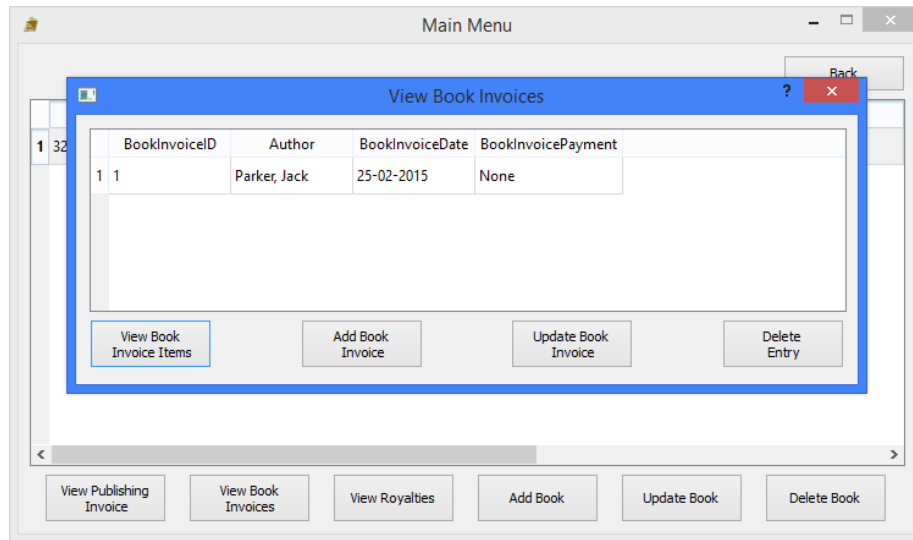 Main Menu
Back
View Book Invoices
?
BookInvoiceID Author BookInvoiceDate BookInvoicePayment
1 32
1 1 Parker, Jack 25-02-2015 None
View Book
Invoice Items
Add Book
Invoice
Update Book
Invoice
Delete
Entry
View Publishing
Invoice
View Book
Invoices
View Royalties
Add Book
Update Book
Delete Book